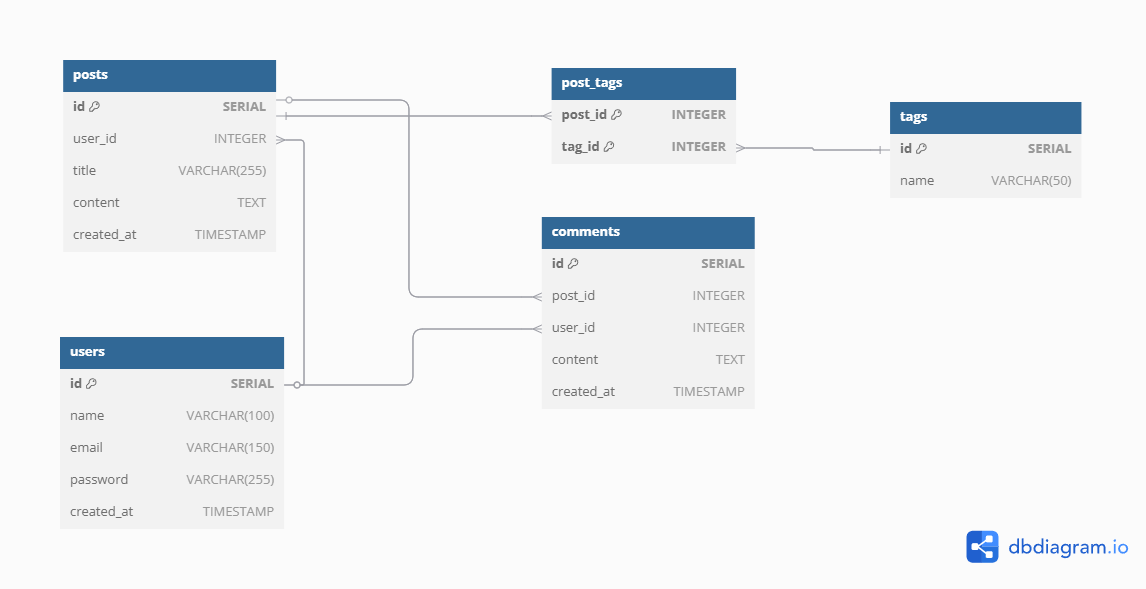 posts
id SERIAL
user_id INTEGER
title VARCHAR(255)
content TEXT
created_at TIMESTAMP
post_tags
post_id INTEGER
tag_id INTEGER
tags
id SERIAL
name VARCHAR(50)
comments
id SERIAL
post_id INTEGER
user_id INTEGER
content TEXT
created_at TIMESTAMP
users
id SERIAL
name VARCHAR(100)
email VARCHAR(150)
password VARCHAR(255)
created_at TIMESTAMP
dbdiagram.io